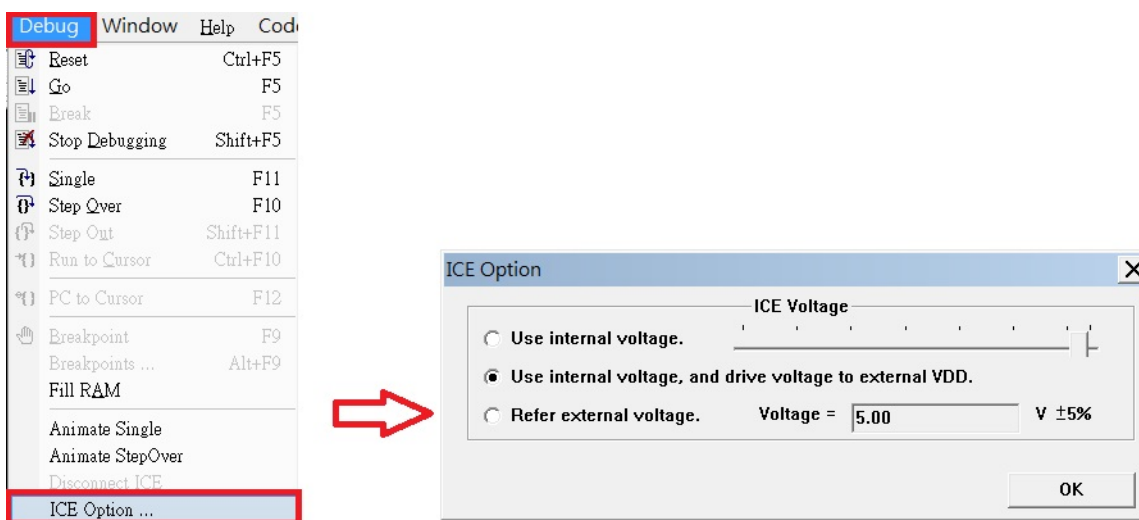 Debug Window Help Cod
Reset Ctrl+F5
Go F5
Break F5
Stop Debugging Shift+F5
Single F11
Step Over F10
Step Out Shift+F11
Run to Cursor Ctrl+F10
PC to Cursor F12
Breakpoint F9
Breakpoints ... Alt+F9
Fill RAM
Animate Single
Animate StepOver
Disconnect ICE
ICE Option ...
ICE Option
ICE Voltage
Use internal voltage.
Use internal voltage, and drive voltage to external VDD.
Refer external voltage. Voltage = 5.00 V ±5%
OK